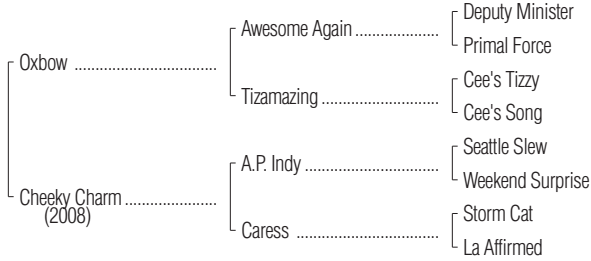 Deputy Minister
Awesome Again ....................
Primal Force
Oxbow ..................................
Cee's Tizzy
Tizamazing ............................
Cee's Song
Seattle Slew
A.P. Indy ................................
Weekend Surprise
Cheeky Charm ......................
(2008)
Storm Cat
Caress ..................................
La Affirmed